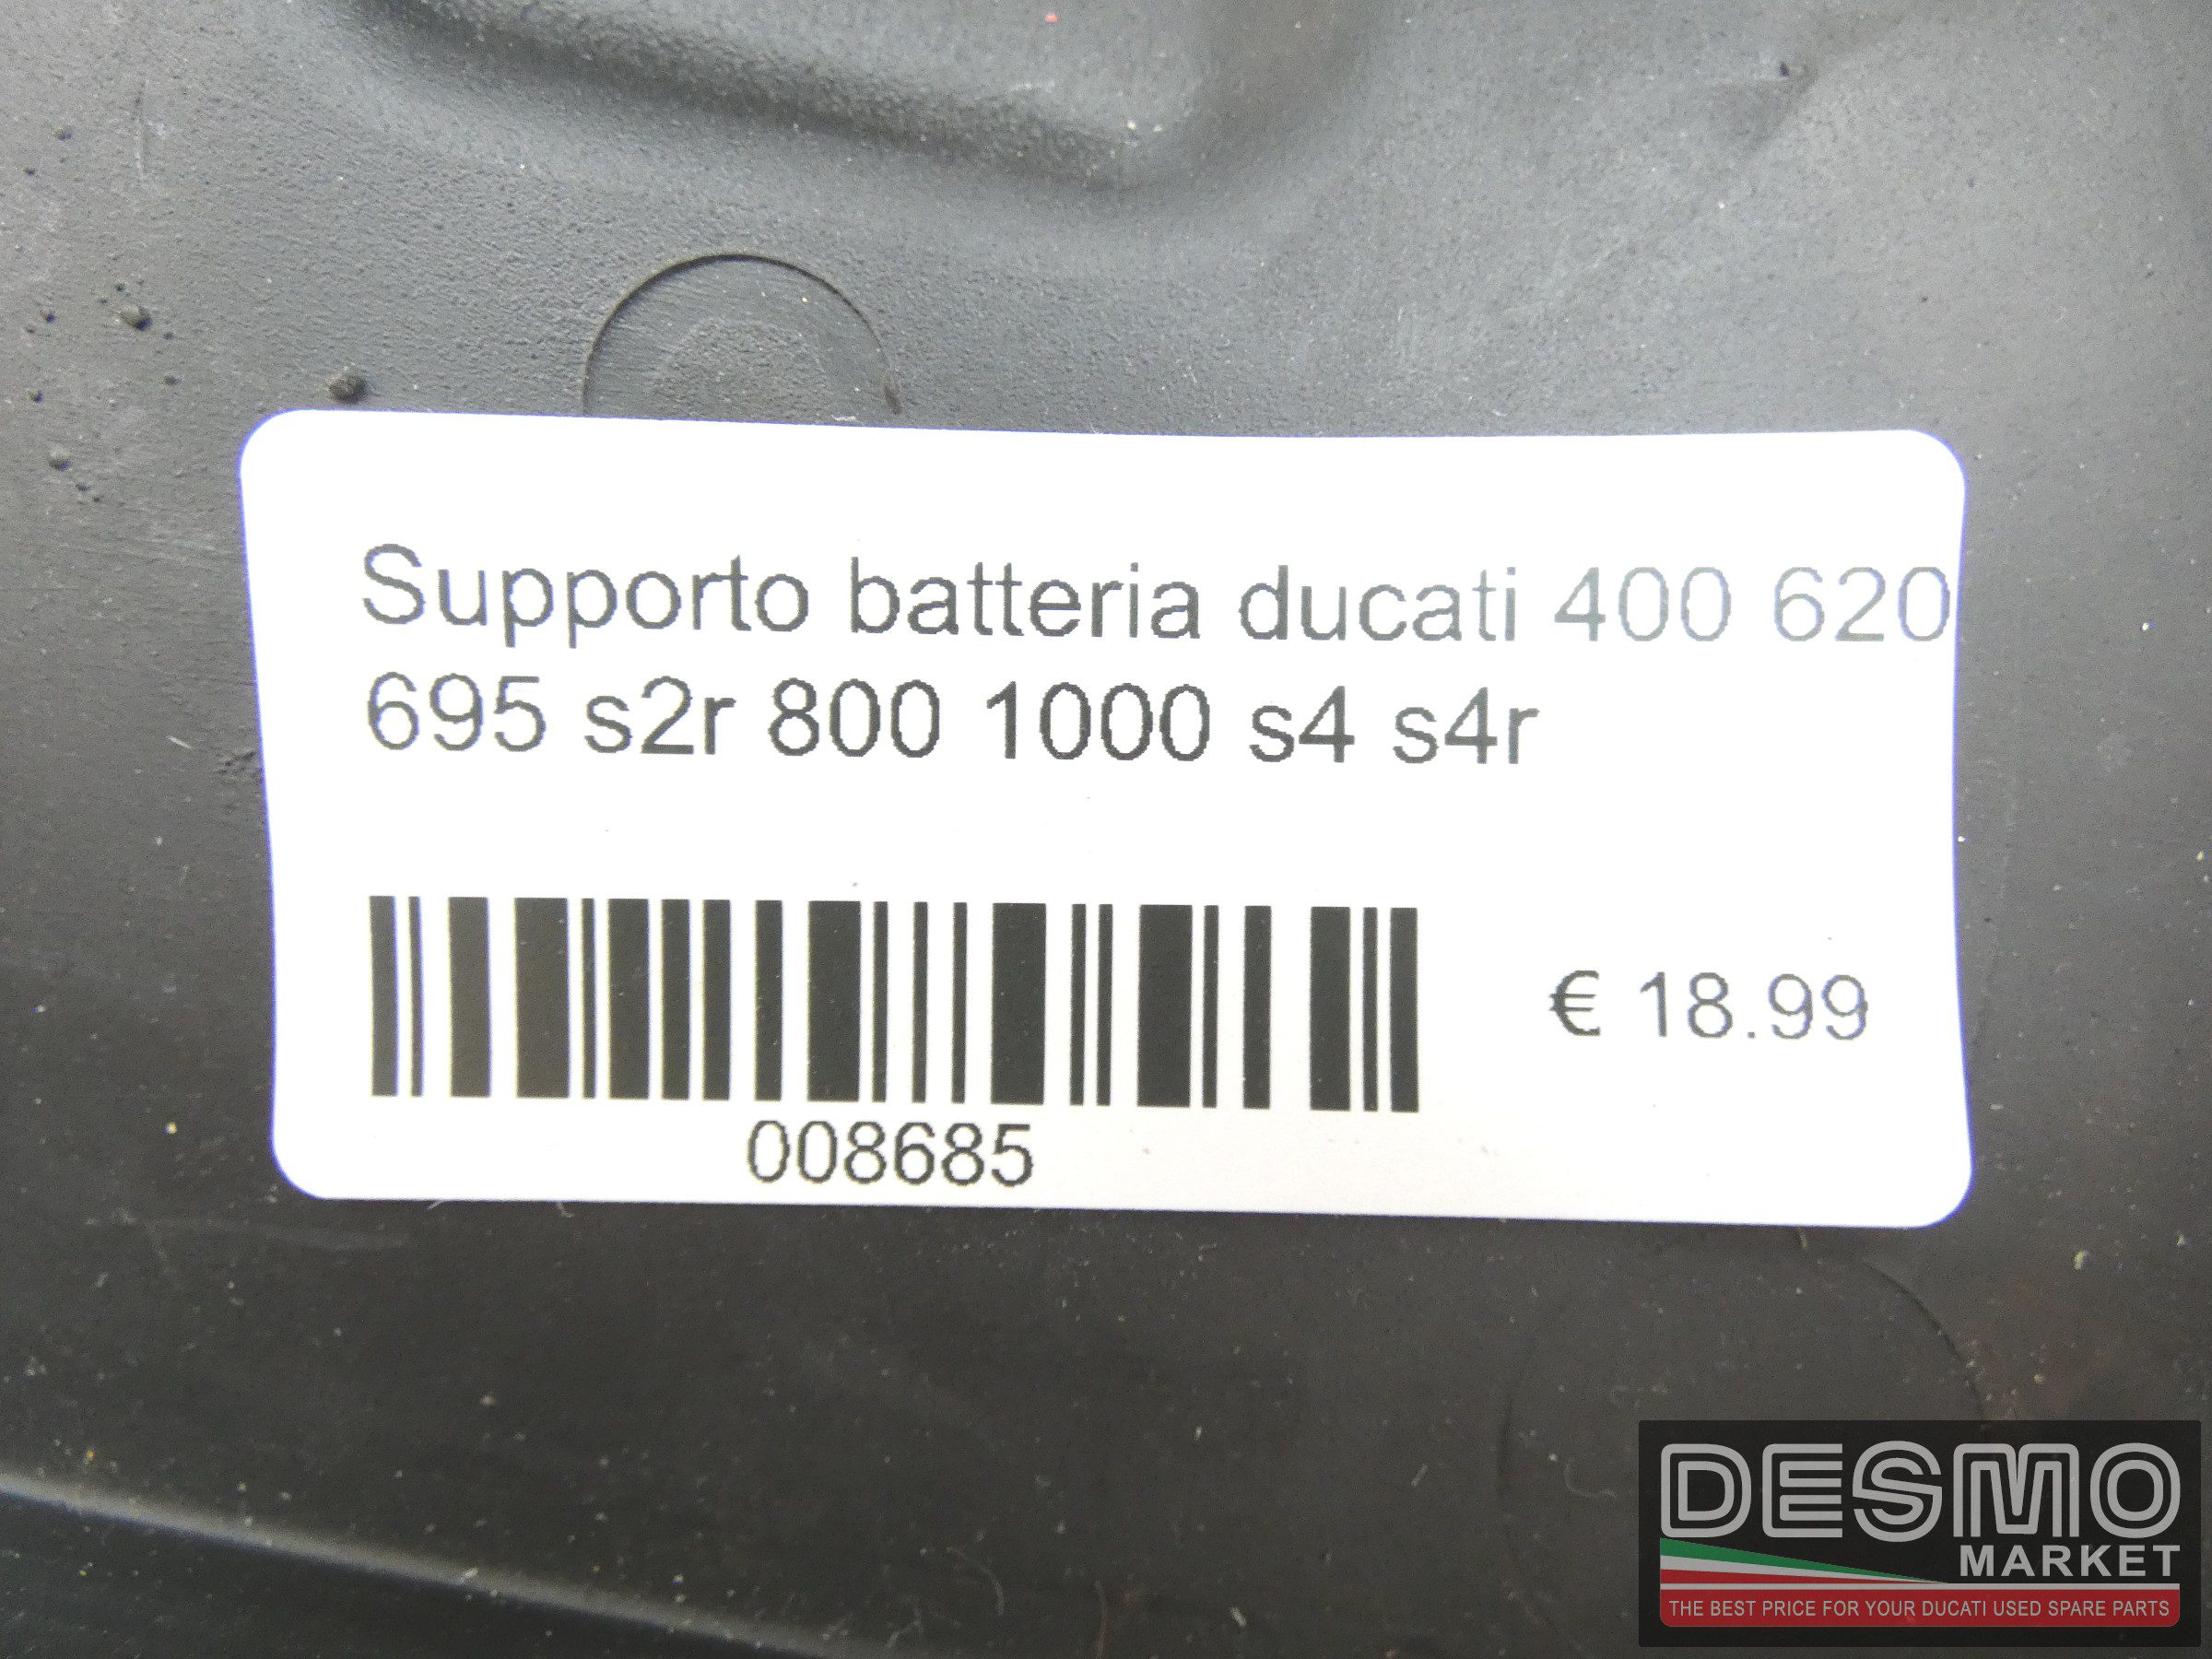 Supporto batteria ducati 400 620
695 s2r 800 1000 s4 s4r
€ 18.99
008685
DESMO
MARKET
THE BEST PRICE FOR YOUR DUCATI USED SPARE PARTS